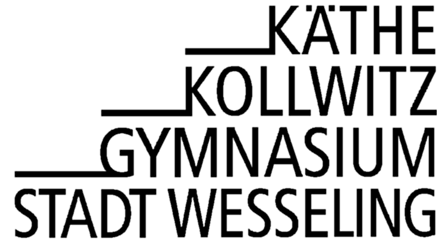 KÄTHE
KOLLWITZ
GYMNASIUM
STADT WESSELING